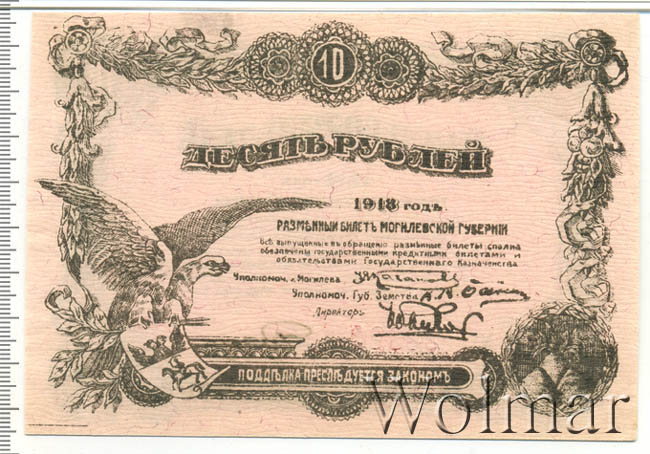 10
ДЕСЯТЬ РУБЛЕЙ
1918 годъ
РАЗМѢННЫЙ БИЛЕТЪ МОГИЛЕВСКОЙ ГУБЕРНІИ
Всѣ выпущенные въ обращеніе размѣнные билеты сполна
обезпечены государственными кредитными билетами и
обязательствами Государственнаго Казначейства
Уполномоч. г. Могилева
Уполномоч. Губ. Земства
Директоръ
ПОДДѢЛКА ПРЕСЛѢДУЕТСЯ ЗАКОНОМЪ
Wolmar